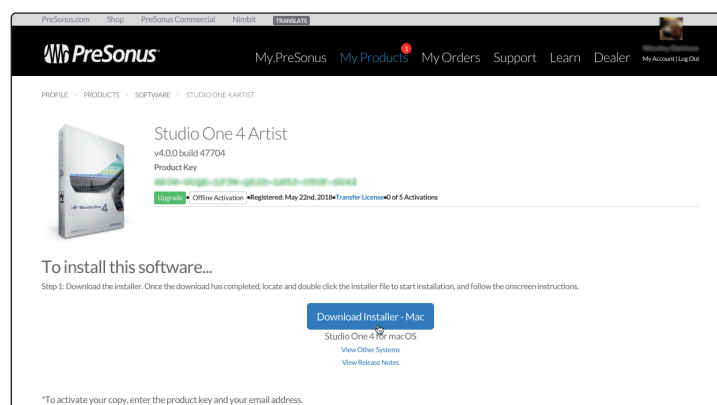 PreSonus.com Shop PreSonus Commercial Nimbit TRANSLATE
PreSonus My.PreSonus My Products 1 My Orders Support Learn Dealer My Account | Log Out
PROFILE PRODUCTS SOFTWARE STUDIO ONE 4 ARTIST
Studio One 4 Artist
v4.0.0 build 47704
Product Key
Upgrade • Offline Activation •Registered: May 22nd, 2018•Transfer License•0 of 5 Activations
StudioOne 4
To install this software...
Step 1: Download the installer. Once the download has completed, locate and double click the installer file to start installation, and follow the onscreen instructions.
Download Installer - Mac
Studio One 4 for macOS
View Other Systems
View Release Notes
*To activate your copy, enter the product key and your email address.